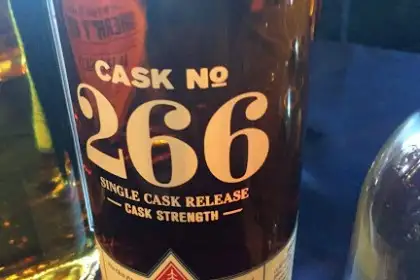 CASK Nº
266
SINGLE CASK RELEASE
— CASK STRENGTH —